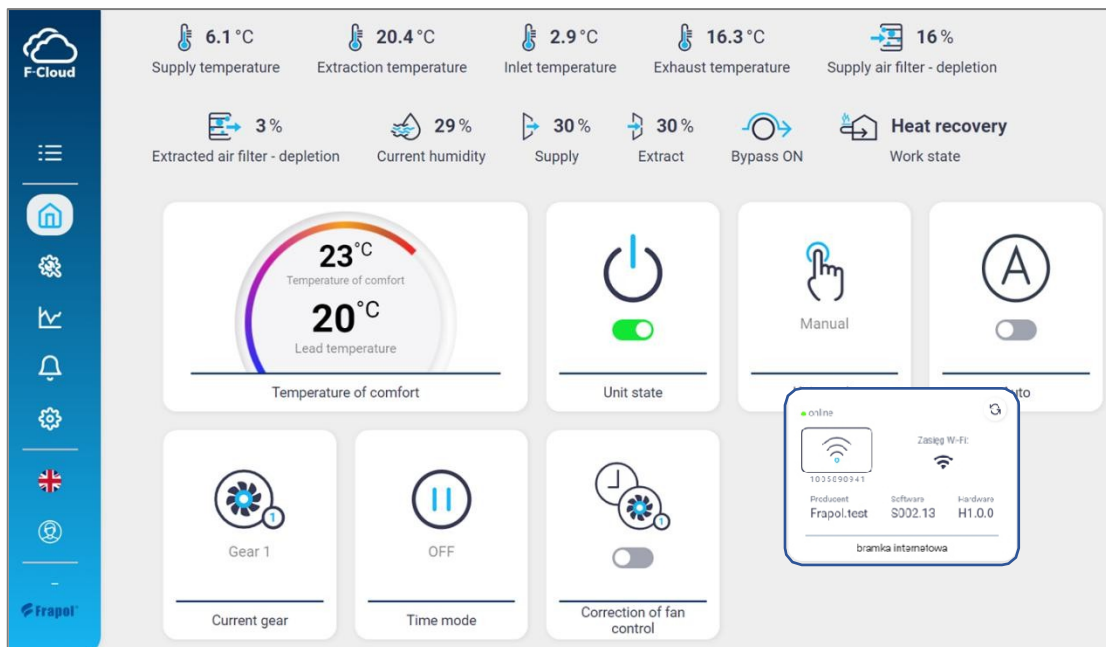 F-Cloud
6.1 °C
Supply temperature
20.4 °C
Extraction temperature
2.9 °C
Inlet temperature
16.3 °C
Exhaust temperature
16 %
Supply air filter - depletion
3 %
Extracted air filter - depletion
29 %
Current humidity
30 %
Supply
30 %
Extract
Bypass ON
Heat recovery
Work state
23°C
Temperature of comfort
20°C
Lead temperature
Temperature of comfort
Unit state
Manual
A
online
Zasięg W-Fi:
Producent
Frapol.test
Software
S002.13
Hardware
H1.0.0
bramka internetowa
1
Gear 1
Current gear
OFF
Time mode
1
Correction of fan
control
Frapol